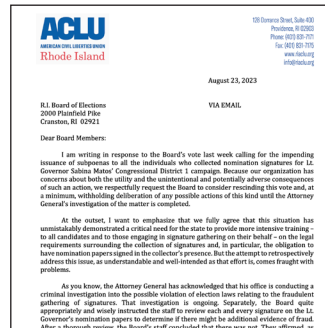 ACLU
AMERICAN CIVIL LIBERTIES UNION
Rhode Island
128 Dorrance Street, Suite 400
Providence, RI 02903
Phone: (401) 831-7171
Fax: (401) 831-7175
www.riaclu.org
info@riaclu.org
August 23, 2023
R.I. Board of Elections
VIA EMAIL
2000 Plainfield Pike
Cranston, RI 02921
Dear Board Members:
I am writing in response to the Board's vote last week calling for the impending
issuance of subpoenas to all the individuals who collected nomination signatures for Lt.
Governor Sabina Matos' Congressional District 1 campaign. Because our organization has
concerns about both the utility and the unintentional and potentially adverse consequences
of such an action, we respectfully request the Board to consider rescinding this vote and, at
a minimum, withholding deliberation of any possible actions of this kind until the Attorney
General's investigation of the matter is completed.
At the outset, I want to emphasize that we fully agree that this situation has
unmistakably demonstrated a critical need for the state to provide more intensive training –
to all candidates and to those engaging in signature gathering on their behalf – on the legal
requirements surrounding the collection of signatures and, in particular, the obligation to
have nomination papers signed in the collector's presence. But the attempt to retroactively
address this issue, as understandable and well-intended as that effort is, comes fraught with
problems.
As you know, the Attorney General has acknowledged that his office is conducting a
criminal investigation into the possible violation of election laws relating to the fraudulent
gathering of signatures. That investigation is ongoing. Separately, the Board quite
appropriately and wisely instructed the staff to review each and every signature on the Lt.
Governor's nomination papers to determine if there might be additional evidence of fraud.
After a thorough review, the Board's staff concluded that there was not. They affirmed, as